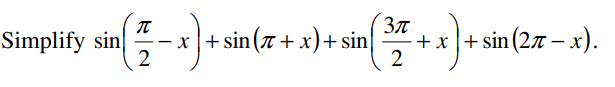 Simplify sin(π/2 − x) + sin(π + x) + sin(3π/2 + x) + sin(2π − x).